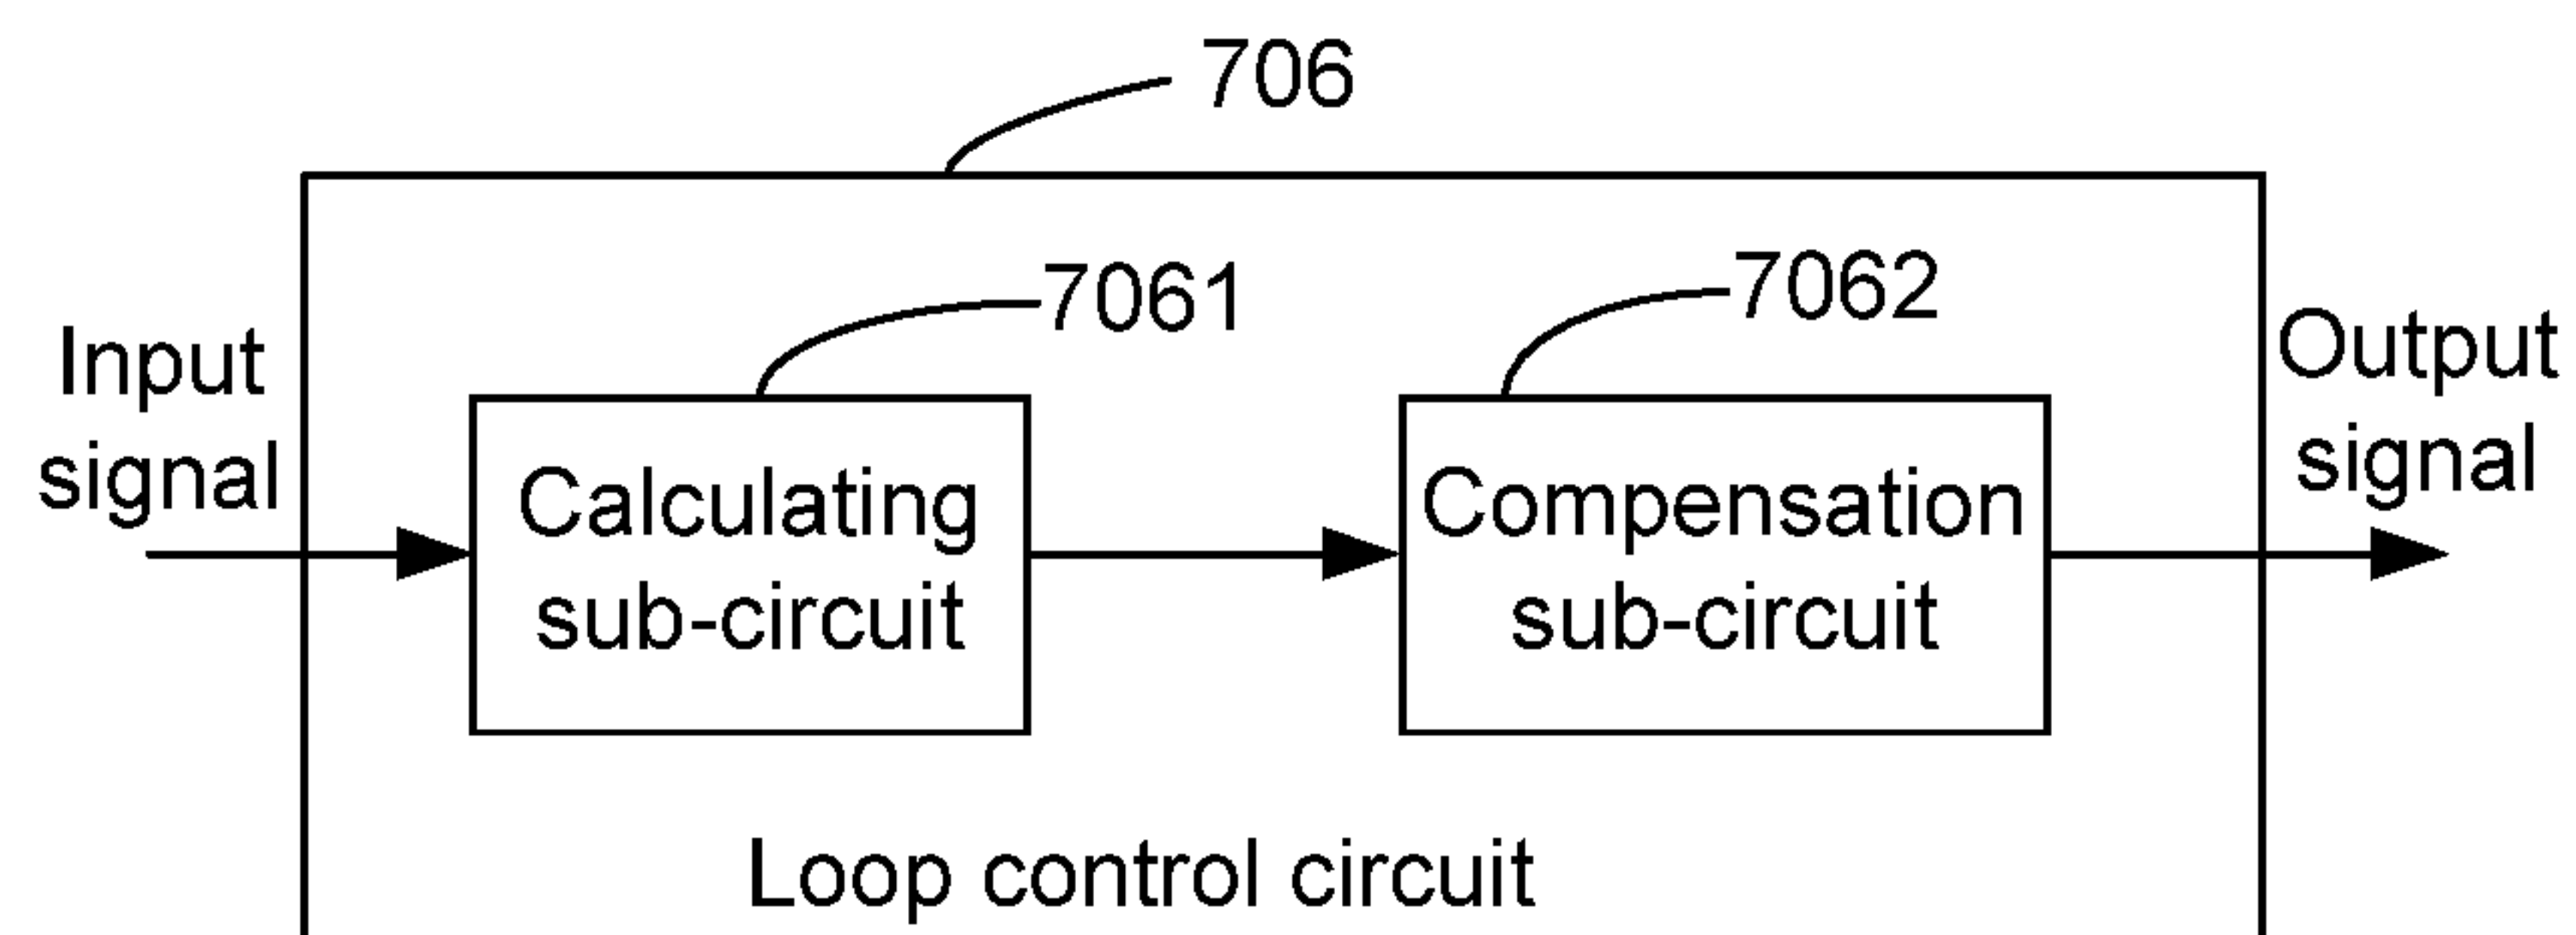 706
7061
7062
Input
signal
Output
signal
Calculating
sub-circuit
Compensation
sub-circuit
Loop control circuit